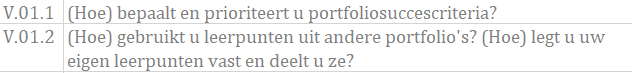 V.01.1 (Hoe) bepaalt en prioriteert u portfoliosuccescriteria?
V.01.2 (Hoe) gebruikt u leerpunten uit andere portfolio's? (Hoe) legt u uw
eigen leerpunten vast en deelt u ze?